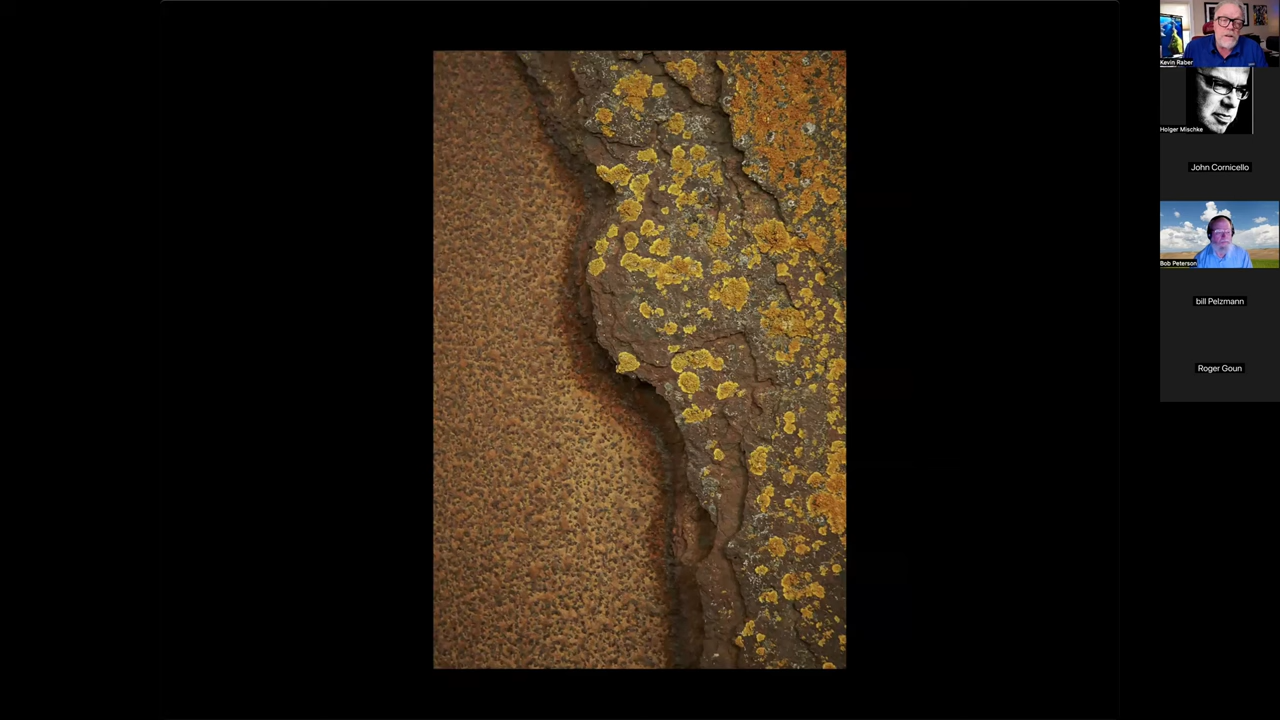 Kevin Raber
Holger Mischke
John Cornicello
Bob Peterson
bill Pelzmann
Roger Goun